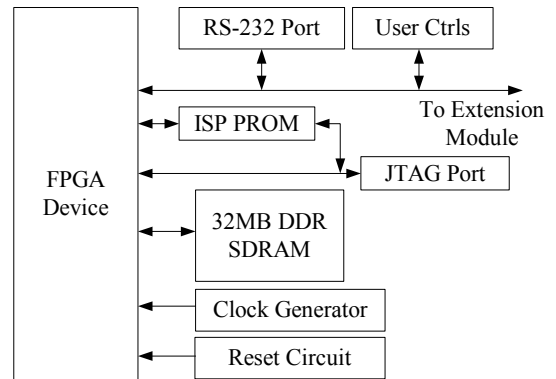 RS-232 Port
User Ctrls
To Extension
Module
ISP PROM
JTAG Port
FPGA
Device
32MB DDR
SDRAM
Clock Generator
Reset Circuit